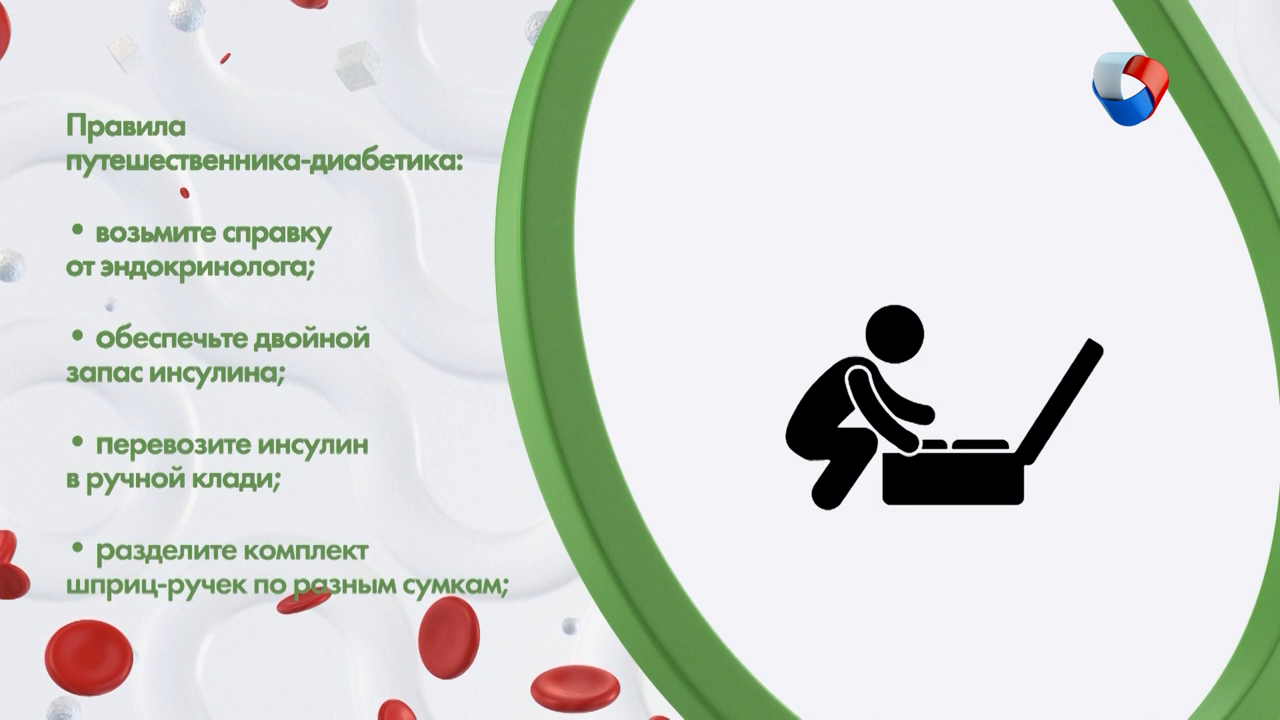 Правила
путешественника-диабетика:
• возьмите справку
от эндокринолога;
• обеспечьте двойной
запас инсулина;
• перевозите инсулин
в ручной клади;
• разделите комплект
шприц-ручек по разным сумкам;